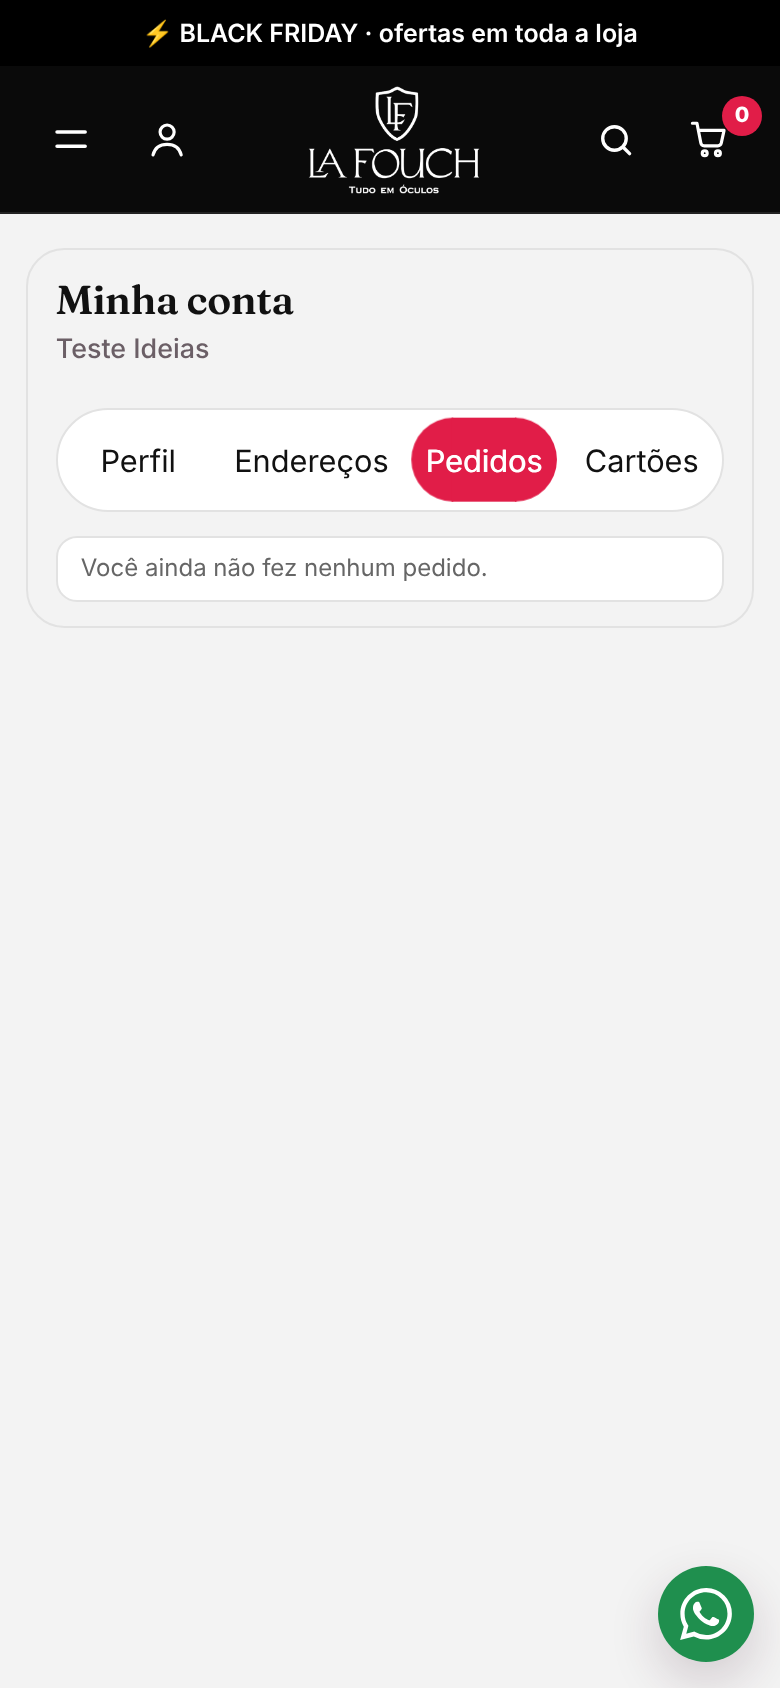 ⚡ BLACK FRIDAY · ofertas em toda a loja
0
LF
LA FOUCH
TUDO EM ÓCULOS
Minha conta
Teste Ideias
Perfil Endereços Pedidos Cartões
Você ainda não fez nenhum pedido.